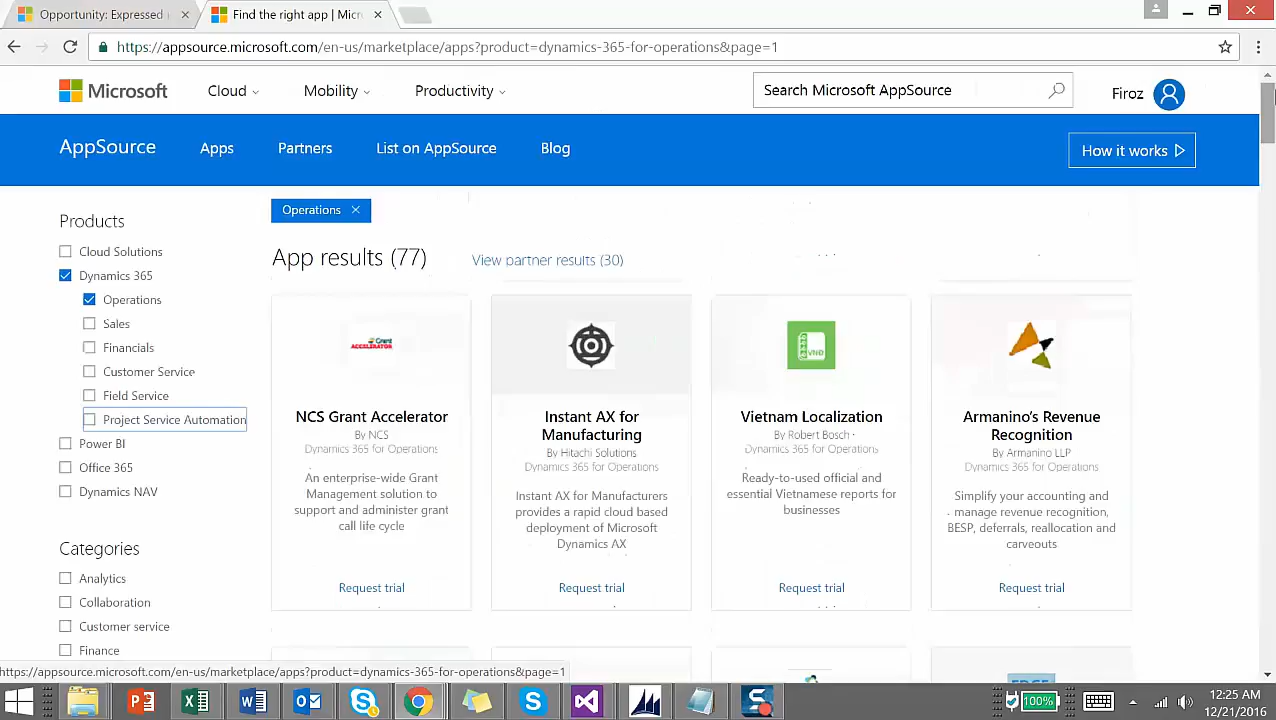 Opportunity: Expressed
Find the right app | Micr
https://appsource.microsoft.com/en-us/marketplace/apps?product=dynamics-365-for-operations&page=1
Microsoft
Cloud
Mobility
Productivity
Search Microsoft AppSource
Firoz
AppSource
Apps
Partners
List on AppSource
Blog
How it works
Products
Cloud Solutions
Dynamics 365
Operations
Sales
Financials
Customer Service
Field Service
Project Service Automation
Power BI
Office 365
Dynamics NAV
Categories
Analytics
Collaboration
Customer service
Finance
Operations
App results (77)
View partner results (30)
GRANT ACCELERATOR
NCS Grant Accelerator
By NCS
Dynamics 365 for Operations
An enterprise-wide Grant
Management solution to
support and administer grant
call life cycle
Request trial
Instant AX for
Manufacturing
By Hitachi Solutions
Dynamics 365 for Operations
Instant AX for Manufacturers
provides a rapid cloud based
deployment of Microsoft
Dynamics AX
Request trial
VND
Vietnam Localization
By Robert Bosch
Dynamics 365 for Operations
Ready-to-used official and
essential Vietnamese reports for
businesses
Request trial
Armanino's Revenue
Recognition
By Armanino LLP
Dynamics 365 for Operations
Simplify your accounting and
manage revenue recognition,
BESP, deferrals, reallocation and
carveouts
Request trial
EDGE
https://appsource.microsoft.com/en-us/marketplace/apps?product=dynamics-365-for-operations&page=1
100%
12:25 AM
12/21/2016